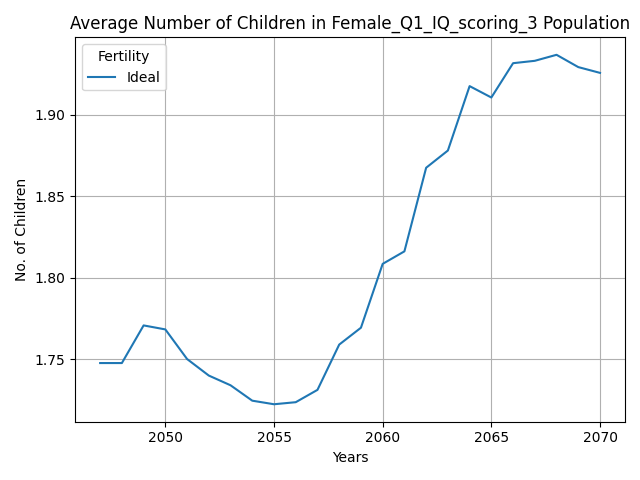 Average Number of Children in Female_Q1_IQ_scoring_3 Population
Fertility
Ideal
No. of Children
1.90
1.85
1.80
1.75
2050 2055 2060 2065 2070
Years